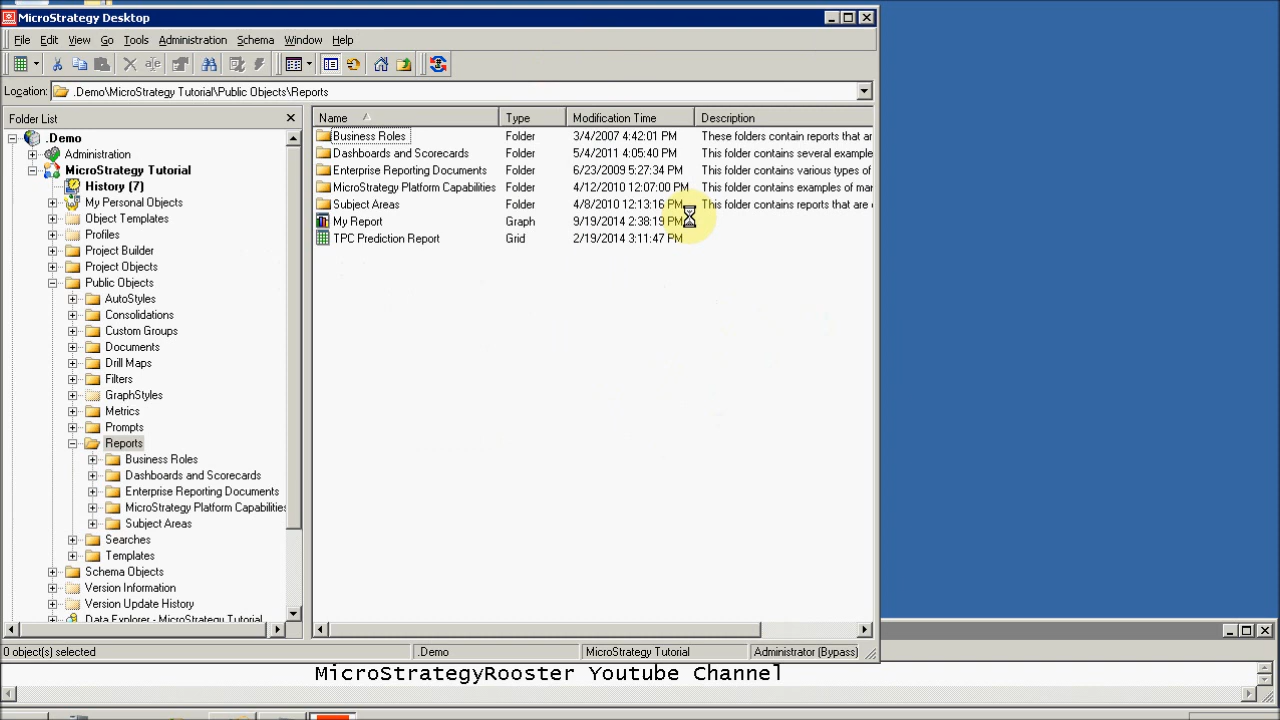 MicroStrategy Desktop
File Edit View Go Tools Administration Schema Window Help
Location: .Demo\MicroStrategy Tutorial\Public Objects\Reports
Folder List
.Demo
Administration
MicroStrategy Tutorial
History (7)
My Personal Objects
Object Templates
Profiles
Project Builder
Project Objects
Public Objects
AutoStyles
Consolidations
Custom Groups
Documents
Drill Maps
Filters
GraphStyles
Metrics
Prompts
Reports
Business Roles
Dashboards and Scorecards
Enterprise Reporting Documents
MicroStrategy Platform Capabilities
Subject Areas
Searches
Templates
Schema Objects
Version Information
Version Update History
Data Explorer - MicroStrategy Tutorial
Name Type Modification Time Description
Business Roles Folder 3/4/2007 4:42:01 PM These folders contain reports that ar
Dashboards and Scorecards Folder 5/4/2011 4:05:40 PM This folder contains several example
Enterprise Reporting Documents Folder 6/23/2009 5:27:34 PM This folder contains various types of
MicroStrategy Platform Capabilities Folder 4/12/2010 12:07:00 PM This folder contains examples of mar
Subject Areas Folder 4/8/2010 12:13:16 PM This folder contains reports that are
My Report Graph 9/19/2014 2:38:19 PM
TPC Prediction Report Grid 2/19/2014 3:11:47 PM
0 object(s) selected .Demo MicroStrategy Tutorial Administrator (Bypass)
MicroStrategyRooster Youtube Channel